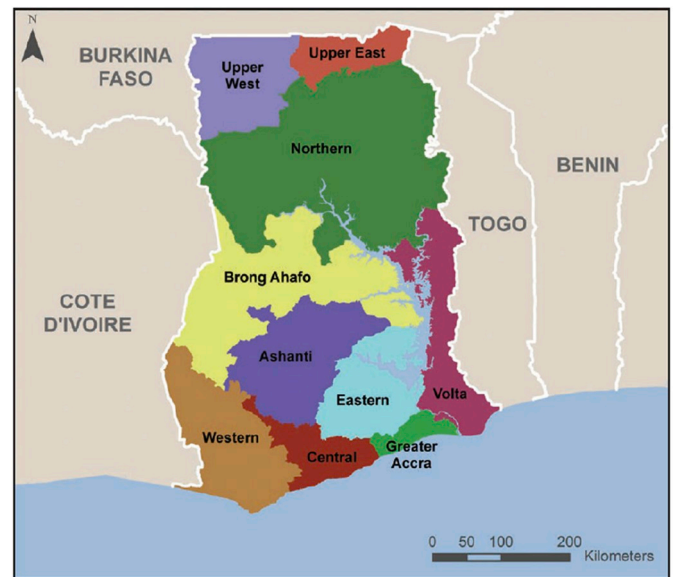 N
BURKINA
FASO
Upper
West
Upper East
Northern
BENIN
TOGO
Brong Ahafo
COTE
D'IVOIRE
Ashanti
Eastern
Volta
Western
Central
Greater
Accra
0 50 100 200
Kilometers